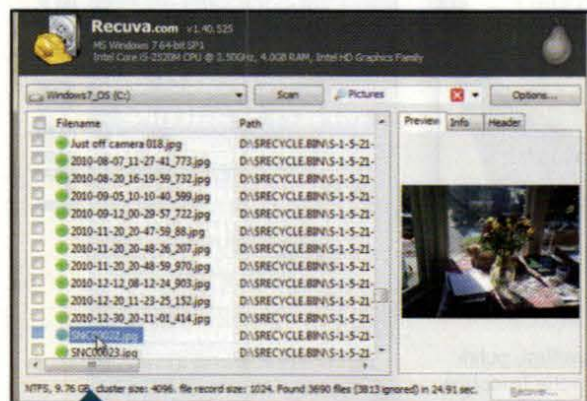 Recuva.com v1.40.525
MS Windows 7 64-bit SP1
Intel Core i5-2520M CPU @ 2.50GHz, 4.0GB RAM, Intel HD Graphics Family
Windows7_OS (C:) Scan Pictures Options...
Filename Path Preview Info Header
Just off camera 018.jpg D:\$RECYCLE.BIN\S-1-5-21-
2010-08-07_11-27-41_773.jpg D:\$RECYCLE.BIN\S-1-5-21-
2010-08-20_16-19-59_732.jpg D:\$RECYCLE.BIN\S-1-5-21-
2010-09-05_10-10-40_599.jpg D:\$RECYCLE.BIN\S-1-5-21-
2010-09-12_00-29-57_722.jpg D:\$RECYCLE.BIN\S-1-5-21-
2010-11-20_20-47-59_88.jpg D:\$RECYCLE.BIN\S-1-5-21-
2010-11-20_20-48-26_207.jpg D:\$RECYCLE.BIN\S-1-5-21-
2010-11-20_20-48-59_970.jpg D:\$RECYCLE.BIN\S-1-5-21-
2010-12-12_08-12-24_903.jpg D:\$RECYCLE.BIN\S-1-5-21-
2010-12-20_11-23-25_152.jpg D:\$RECYCLE.BIN\S-1-5-21-
2010-12-30_20-11-01_414.jpg D:\$RECYCLE.BIN\S-1-5-21-
SNC00022.jpg D:\$RECYCLE.BIN\S-1-5-21-
SNC00023.jpg D:\$RECYCLE.BIN\S-1-5-21-
NTFS, 9.76 GB, cluster size: 4096, file record size: 1024. Found 3690 files (3813 ignored) in 24.91 sec. Recover...